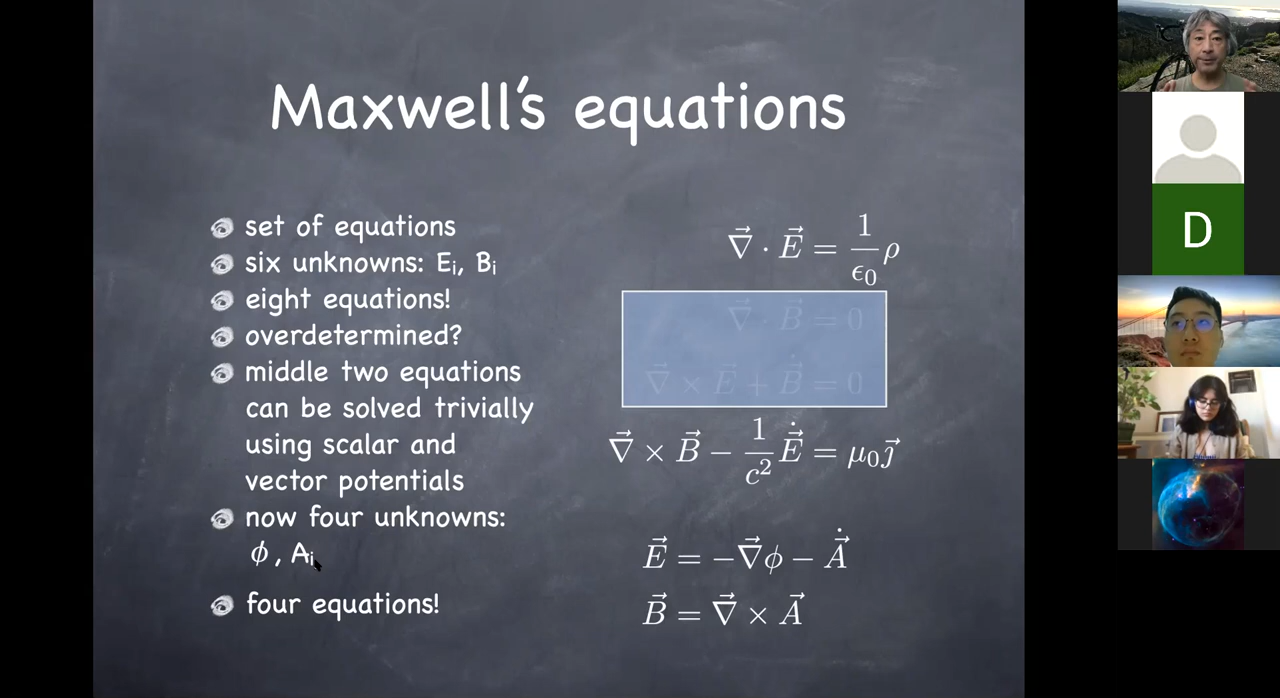 Maxwell's equations
set of equations
six unknowns: Eᵢ, Bᵢ
eight equations!
overdetermined?
middle two equations
can be solved trivially
using scalar and
vector potentials
now four unknowns:
ϕ, Aᵢ
four equations!
∇⃗ · E⃗ = 1/ϵ₀ ρ
∇⃗ · B⃗ = 0
∇⃗ × E⃗ + Ḃ⃗ = 0
∇⃗ × B⃗ − 1/c² Ė⃗ = μ₀ȷ⃗
E⃗ = −∇⃗ϕ − Ȧ⃗
B⃗ = ∇⃗ × A⃗
D